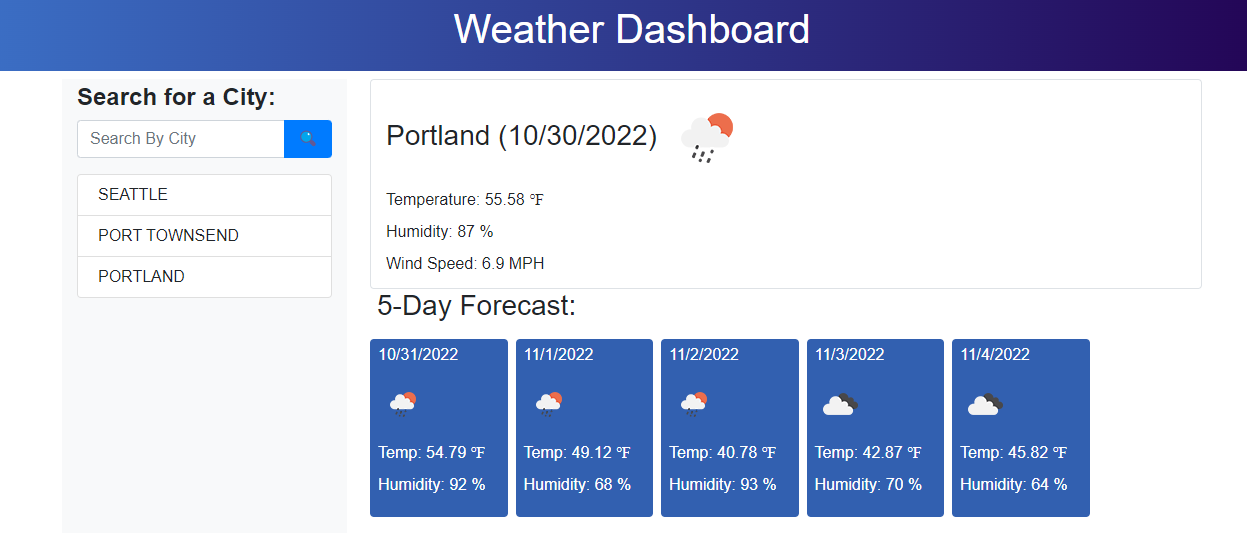 Weather Dashboard
Search for a City:
Search By City
SEATTLE
PORT TOWNSEND
PORTLAND
Portland (10/30/2022)
Temperature: 55.58 ℉
Humidity: 87 %
Wind Speed: 6.9 MPH
5-Day Forecast:
10/31/2022
Temp: 54.79 ℉
Humidity: 92 %
11/1/2022
Temp: 49.12 ℉
Humidity: 68 %
11/2/2022
Temp: 40.78 ℉
Humidity: 93 %
11/3/2022
Temp: 42.87 ℉
Humidity: 70 %
11/4/2022
Temp: 45.82 ℉
Humidity: 64 %